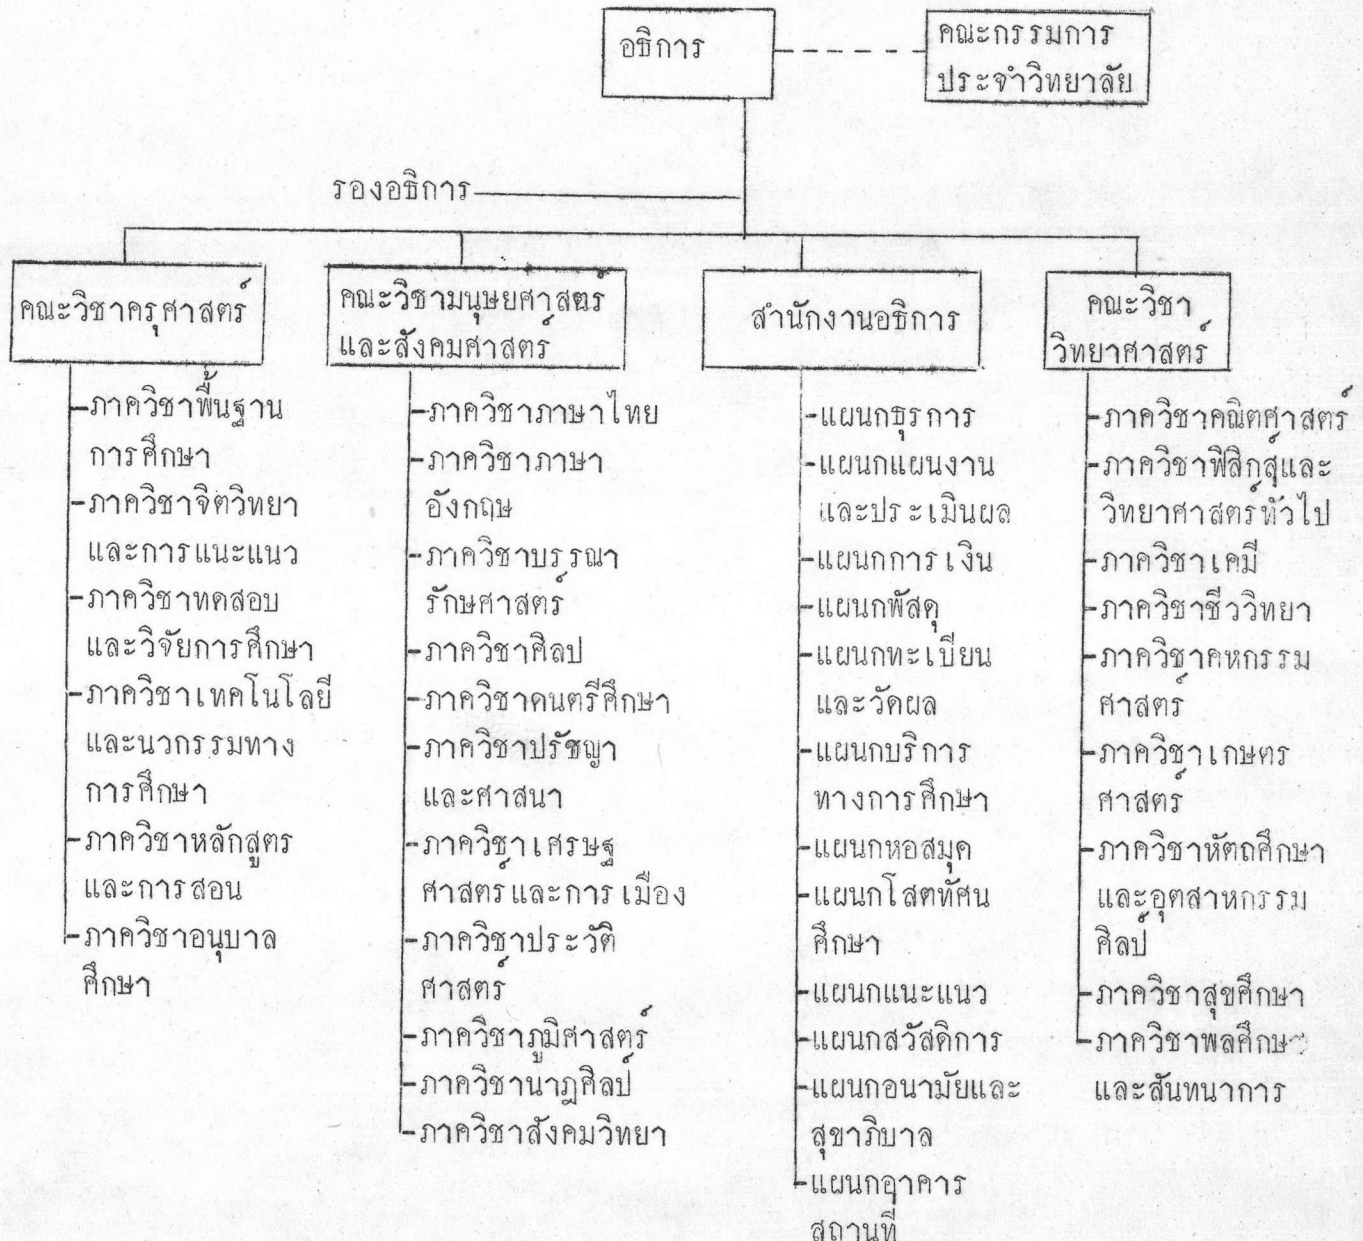 อธิการ
คณะกรรมการ
ประจำวิทยาลัย
รองอธิการ
คณะวิชาครุศาสตร์
คณะวิชามนุษยศาสตร์
และสังคมศาสตร์
สำนักงานอธิการ
คณะวิชา
วิทยาศาสตร์
-ภาควิชาพื้นฐาน
การศึกษา
-ภาควิชาจิตวิทยา
และการแนะแนว
-ภาควิชาทดสอบ
และวิจัยการศึกษา
-ภาควิชาเทคโนโลยี
และนวกรรมทาง
การศึกษา
-ภาควิชาหลักสูตร
และการสอน
-ภาควิชาอนุบาล
ศึกษา
-ภาควิชาภาษาไทย
-ภาควิชาภาษา
อังกฤษ
-ภาควิชาบรรณา
รักษศาสตร์
-ภาควิชาศิลป
-ภาควิชาดนตรีศึกษา
-ภาควิชาปรัชญา
และศาสนา
-ภาควิชาเศรษฐ
ศาสตร์และการเมือง
-ภาควิชาประวัติ
ศาสตร์
-ภาควิชาภูมิศาสตร์
-ภาควิชานาฎศิลป์
-ภาควิชาสังคมวิทยา
-แผนกธุรการ
-แผนกแผนงาน
และประเมินผล
-แผนกการเงิน
-แผนกพัสดุ
-แผนกทะเบียน
และวัดผล
-แผนกบริการ
ทางการศึกษา
-แผนกหอสมุด
-แผนกโสตทัศน
ศึกษา
-แผนกแนะแนว
-แผนกสวัสดิการ
-แผนกอนามัยและ
สุขาภิบาล
-แผนกอาคาร
สถานที่
-ภาควิชาคณิตศาสตร์
-ภาควิชาฟิสิกส์และ
วิทยาศาสตร์ทั่วไป
-ภาควิชาเคมี
-ภาควิชาชีววิทยา
-ภาควิชาคหกรรม
ศาสตร์
-ภาควิชาเกษตร
ศาสตร์
-ภาควิชาหัตถศึกษา
และอุตสาหกรรม
ศิลป์
-ภาควิชาสุขศึกษา
-ภาควิชาพลศึกษา
และสันทนาการ